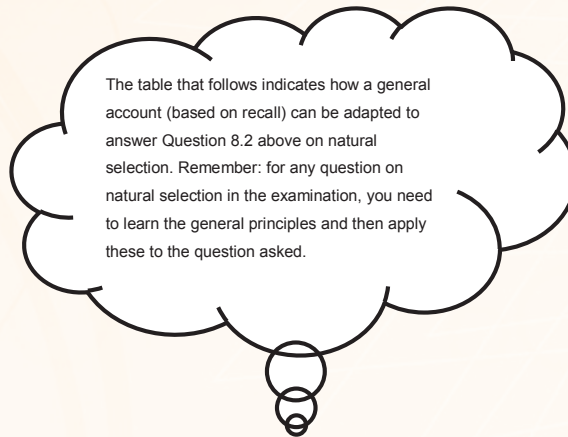 The table that follows indicates how a general
account (based on recall) can be adapted to
answer Question 8.2 above on natural
selection. Remember: for any question on
natural selection in the examination, you need
to learn the general principles and then apply
these to the question asked.